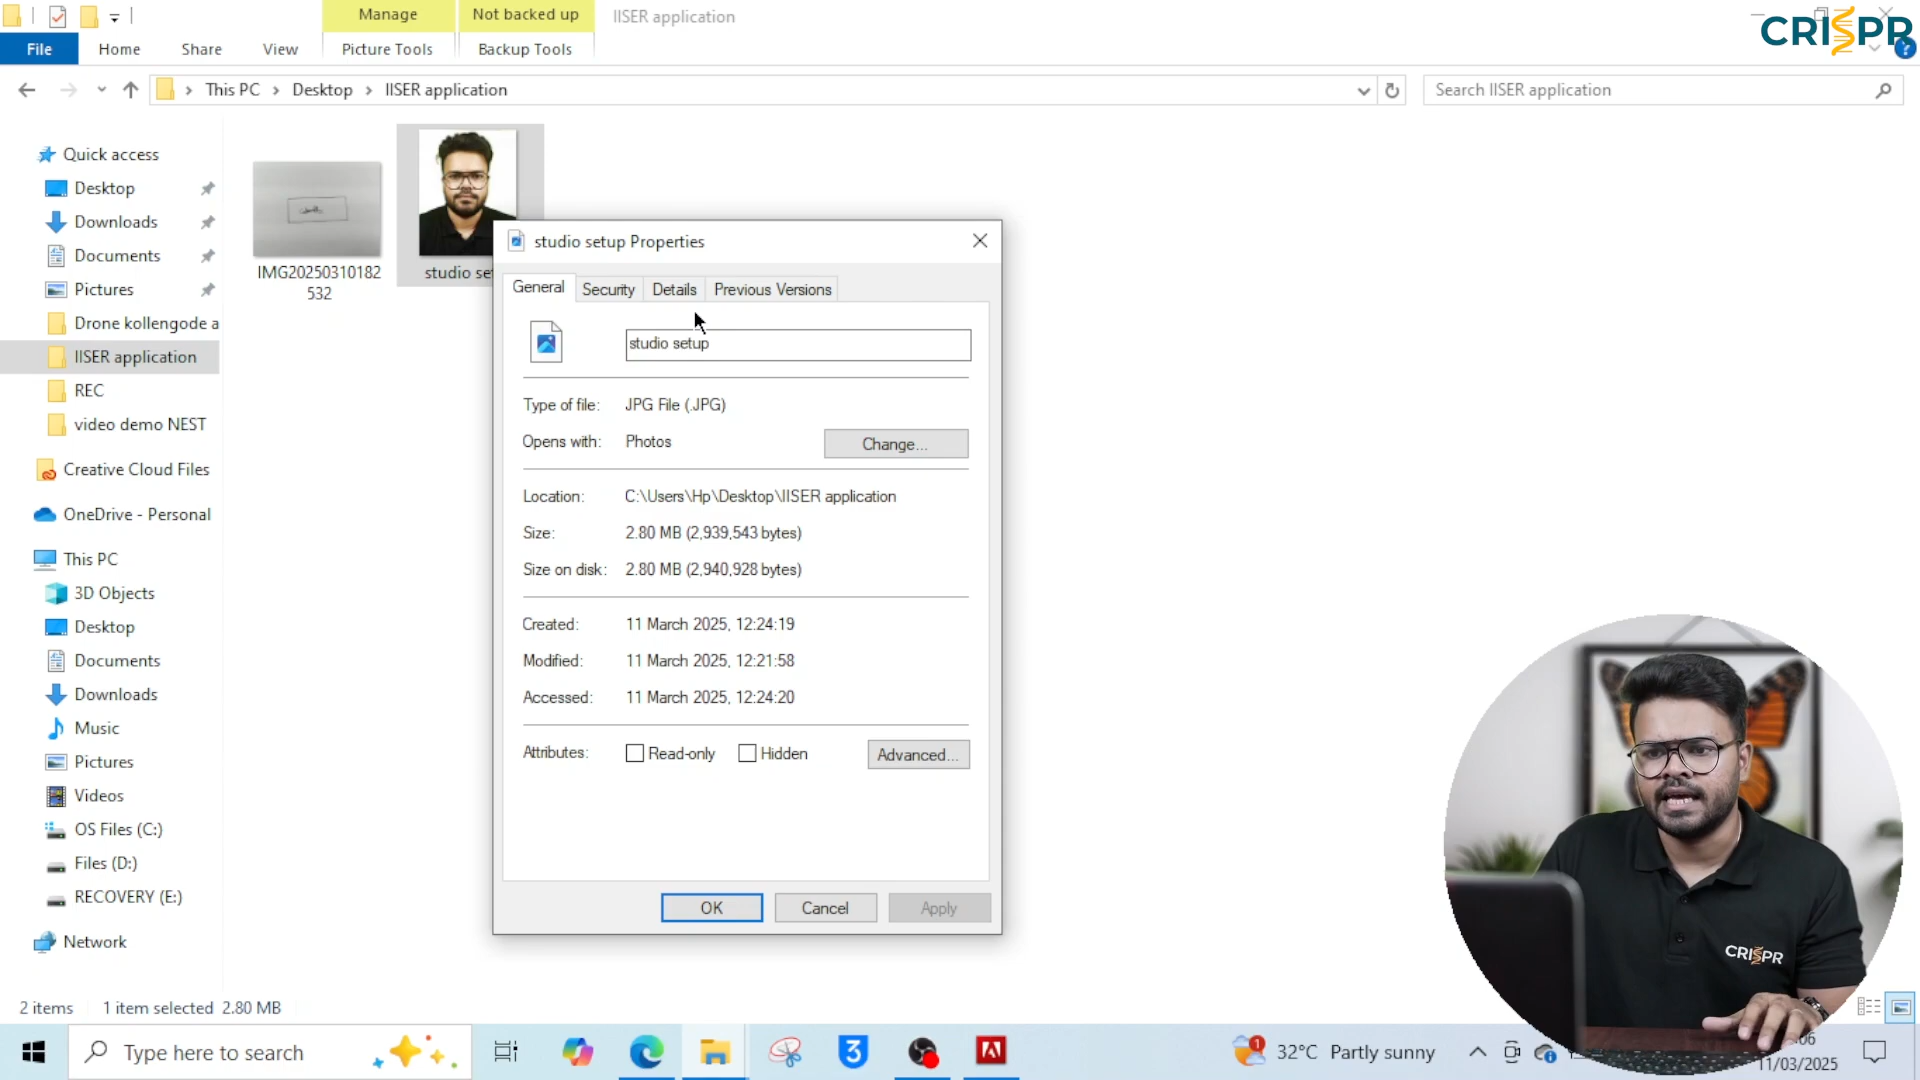 Manage
Not backed up
IISER application
CRISPR
File
Home
Share
View
Picture Tools
Backup Tools
?
This PC
Desktop
IISER application
Search IISER application
Quick access
Desktop
Downloads
Documents
Pictures
Drone kollengode a
IISER application
REC
video demo NEST
Creative Cloud Files
OneDrive - Personal
This PC
3D Objects
Desktop
Documents
Downloads
Music
Pictures
Videos
OS Files (C:)
Files (D:)
RECOVERY (E:)
Network
IMG20250310182
532
studio se
studio setup Properties
General
Security
Details
Previous Versions
studio setup
Type of file: JPG File (.JPG)
Opens with: Photos
Change...
Location: C:\Users\Hp\Desktop\IISER application
Size: 2.80 MB (2,939,543 bytes)
Size on disk: 2.80 MB (2,940,928 bytes)
Created: 11 March 2025, 12:24:19
Modified: 11 March 2025, 12:21:58
Accessed: 11 March 2025, 12:24:20
Attributes: Read-only Hidden Advanced...
OK Cancel Apply
CRISPR
2 items 1 item selected 2.80 MB
Type here to search
3
1
32°C Partly sunny
06
11/03/2025